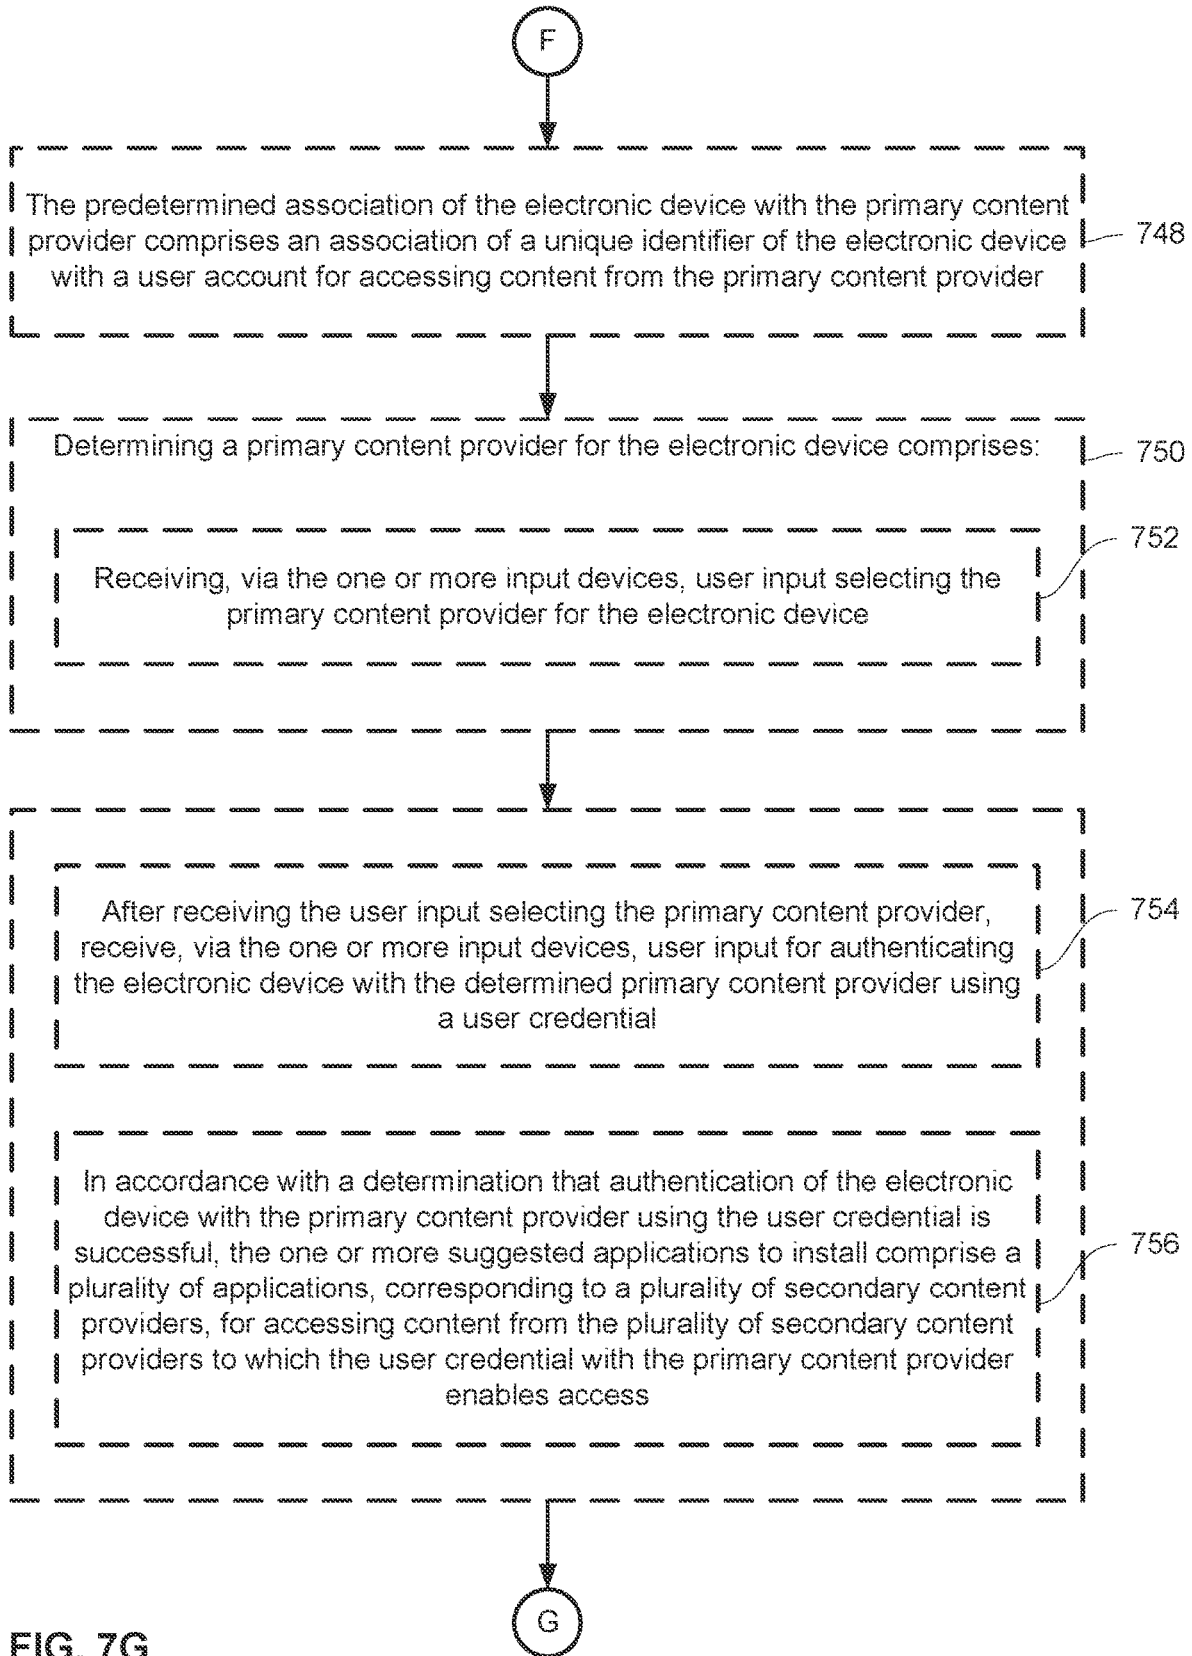 F
The predetermined association of the electronic device with the primary content
provider comprises an association of a unique identifier of the electronic device
with a user account for accessing content from the primary content provider
748
Determining a primary content provider for the electronic device comprises:
750
Receiving, via the one or more input devices, user input selecting the
primary content provider for the electronic device
752
After receiving the user input selecting the primary content provider,
receive, via the one or more input devices, user input for authenticating
the electronic device with the determined primary content provider using
a user credential
754
In accordance with a determination that authentication of the electronic
device with the primary content provider using the user credential is
successful, the one or more suggested applications to install comprise a
plurality of applications, corresponding to a plurality of secondary content
providers, for accessing content from the plurality of secondary content
providers to which the user credential with the primary content provider
enables access
756
G
FIG. 7G